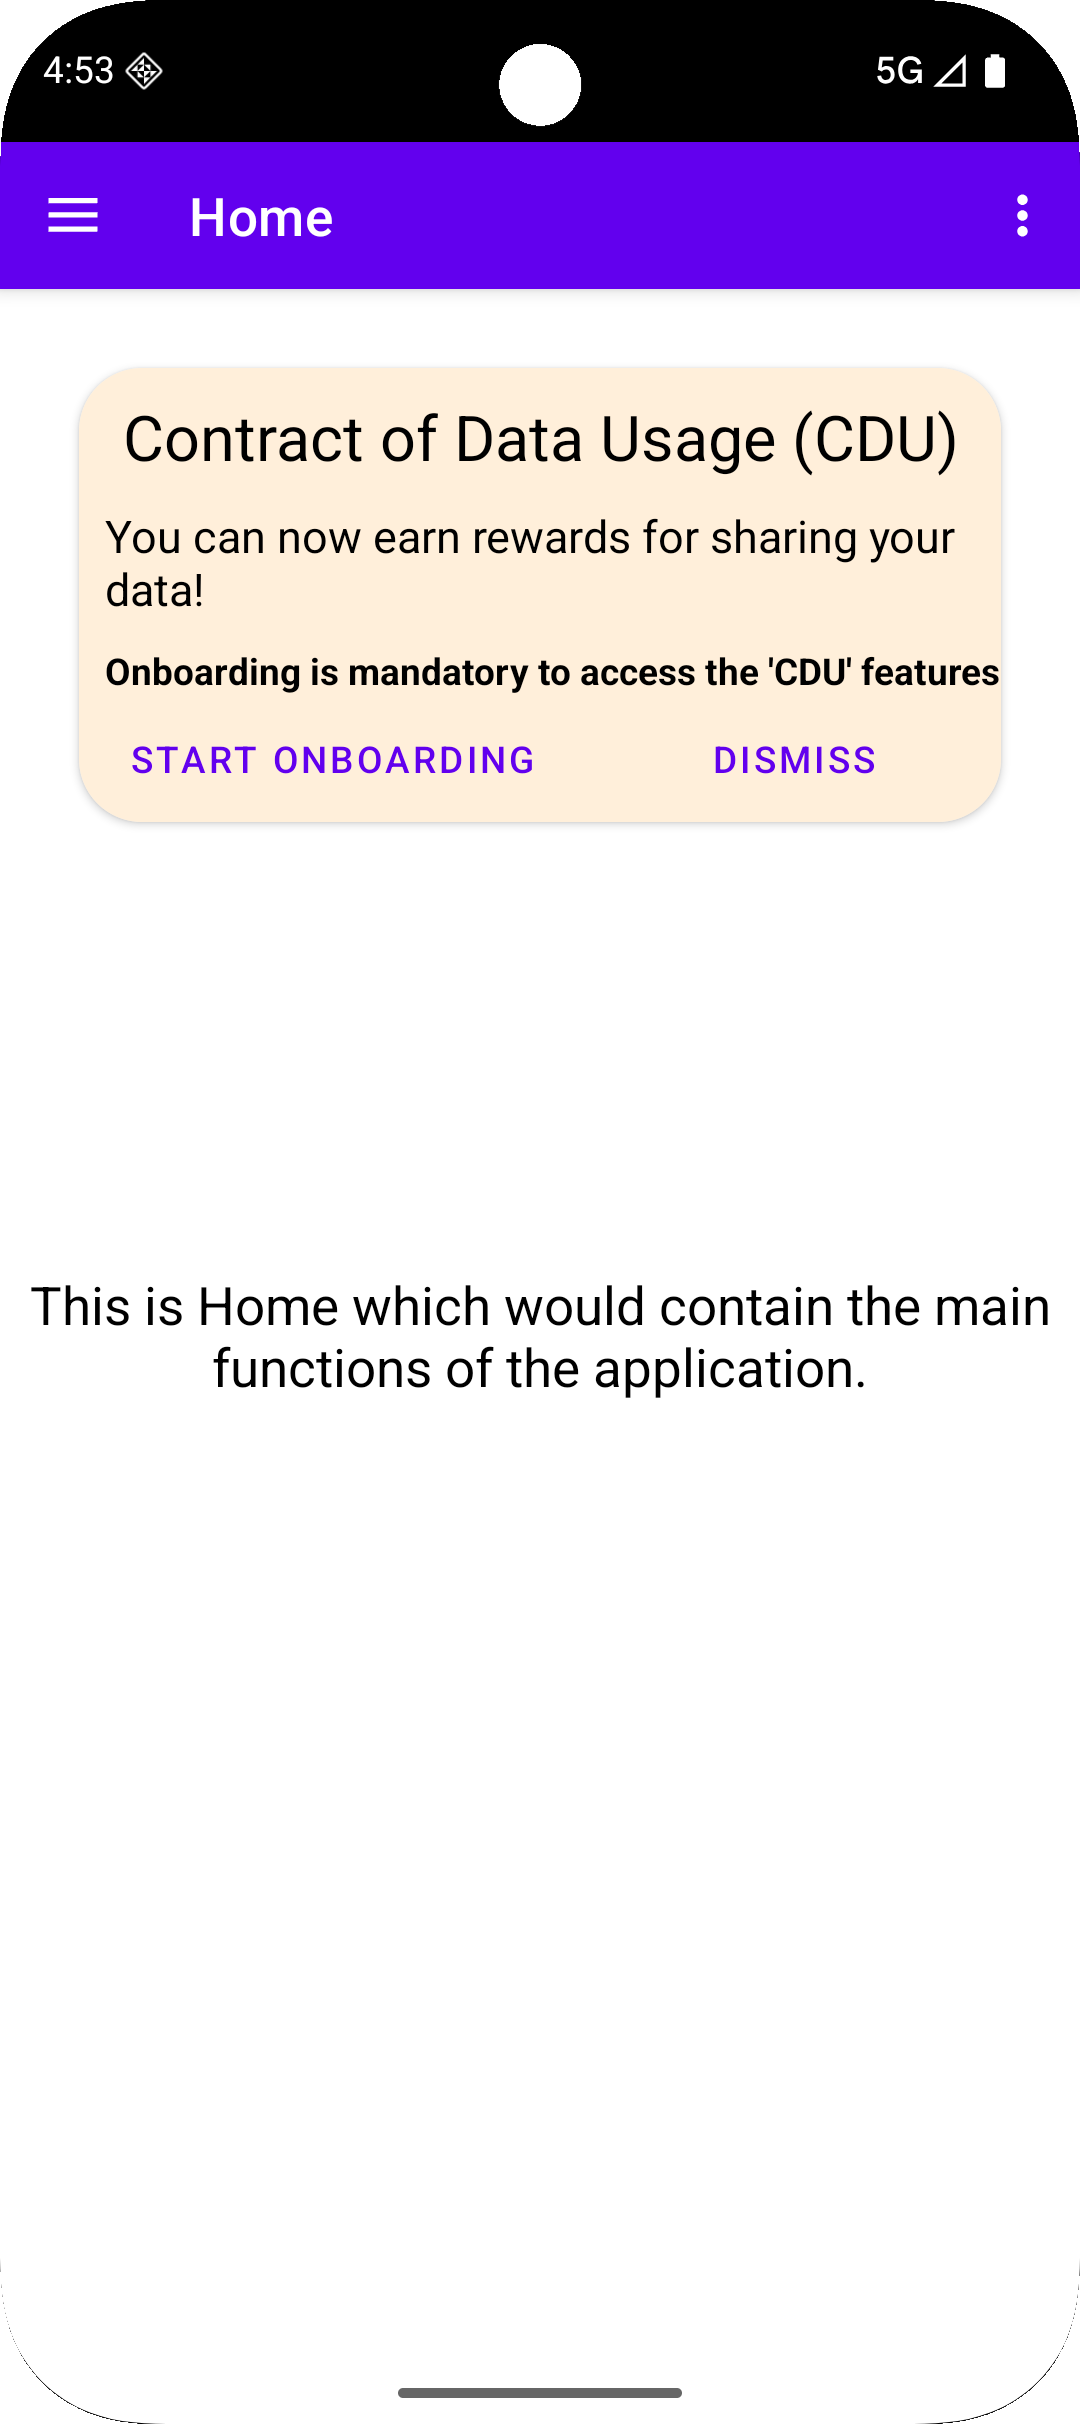 4:53 5G
Home
Contract of Data Usage (CDU)
You can now earn rewards for sharing your
data!
Onboarding is mandatory to access the 'CDU' features
START ONBOARDING DISMISS
This is Home which would contain the main
functions of the application.